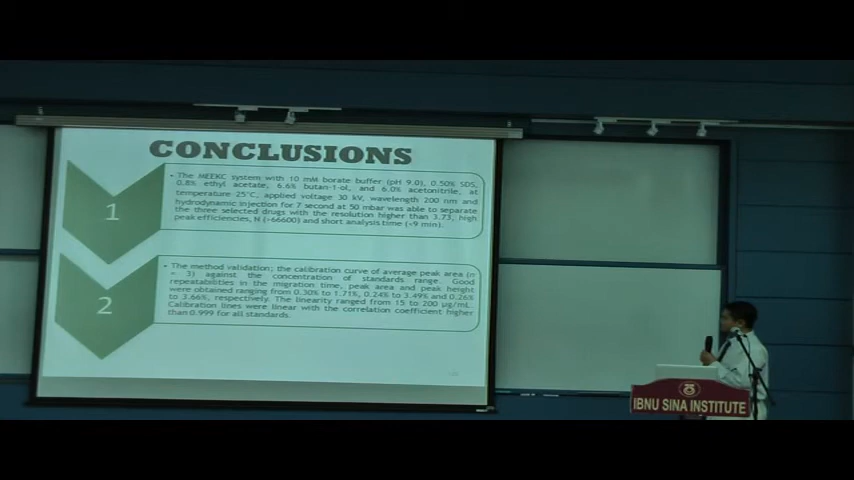 CONCLUSIONS
1
• The MEEKC system with 10 mM borate buffer (pH 9.0), 0.50% SDS,
0.8% ethyl acetate, 6.6% butan-1-ol, and 6.0% acetonitrile, at
temperature 25°C, applied voltage 30 kV, wavelength 200 nm and
hydrodynamic injection for 7 second at 50 mbar was able to separate
the three selected drugs with the resolution higher than 3.73, high
peak efficiencies, N (>66600) and short analysis time (<9 min).
2
• The method validation; the calibration curve of average peak area (n
= 3) against the concentration of standards range. Good
repeatabilities in the migration time, peak area and peak height
were obtained ranging from 0.30% to 1.71%, 0.24% to 3.49% and 0.26%
to 3.66%, respectively. The linearity ranged from 15 to 200 µg/mL.
Calibration lines were linear with the correlation coefficient higher
than 0.999 for all standards.
IBNU SINA INSTITUTE